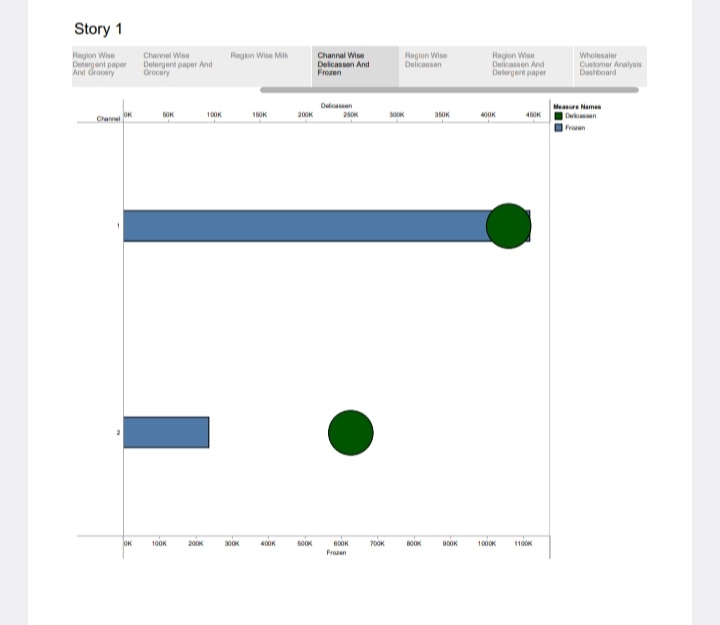 Story 1
Region Wise
Detergent paper
And Grocery
Channel Wise
Detergent paper And
Grocery
Region Wise Milk
Channal Wise
Delicassen And
Frozen
Region Wise
Delicassen
Region Wise
Delicassen And
Detergent paper
Wholesaler
Customer Analysis
Dashboard
Delicassen
Channel 0K 50K 100K 150K 200K 250K 300K 350K 400K 450K
Measure Names
Delicassen
Frozen
1
2
0K 100K 200K 300K 400K 500K 600K 700K 800K 900K 1000K 1100K
Frozen